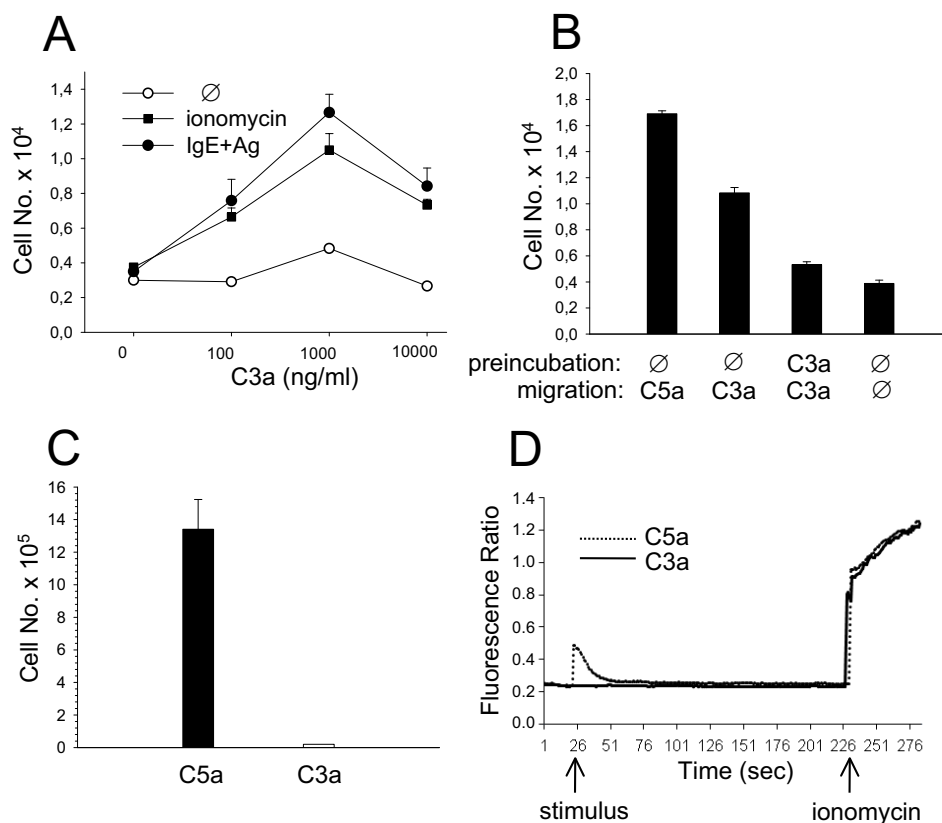 A
1,4
1,2
1,0
0,8
0,6
0,4
0,2
0,0
Cell No. x 10⁴
∅
ionomycin
IgE+Ag
0 100 1000 10000
C3a (ng/ml)
B
2,0
1,8
1,6
1,4
1,2
1,0
0,8
0,6
0,4
0,2
0,0
Cell No. x 10⁴
preincubation: ∅ ∅ C3a ∅
migration: C5a C3a C3a ∅
C
16
14
12
10
8
6
4
2
0
Cell No. x 10⁵
C5a C3a
D
1.4
1.2
1.0
0.8
0.6
0.4
0.2
0.0
Fluorescence Ratio
C5a
C3a
1 26 51 76 101 126 151 176 201 226 251 276
Time (sec)
stimulus ionomycin